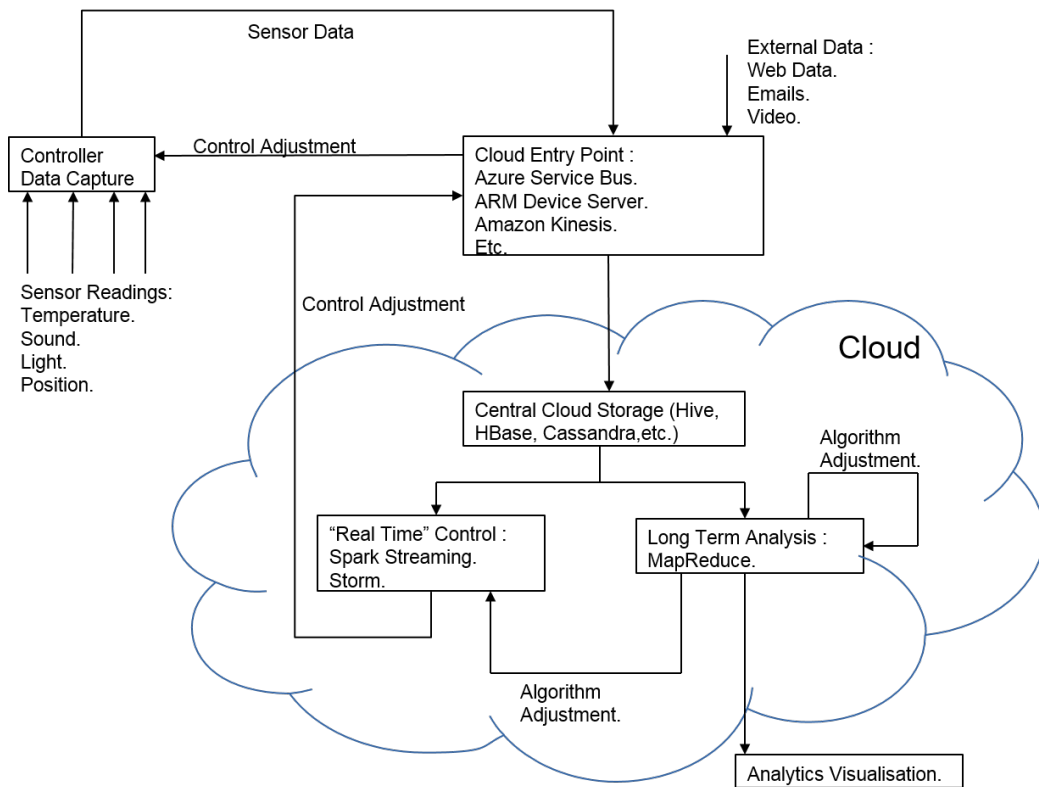 Sensor Data
External Data :
Web Data.
Emails.
Video.
Controller
Data Capture
Control Adjustment
Cloud Entry Point :
Azure Service Bus.
ARM Device Server.
Amazon Kinesis.
Etc.
Sensor Readings:
Temperature.
Sound.
Light.
Position.
Control Adjustment
Cloud
Central Cloud Storage (Hive,
HBase, Cassandra,etc.)
Algorithm
Adjustment.
“Real Time” Control :
Spark Streaming.
Storm.
Long Term Analysis :
MapReduce.
Algorithm
Adjustment.
Analytics Visualisation.